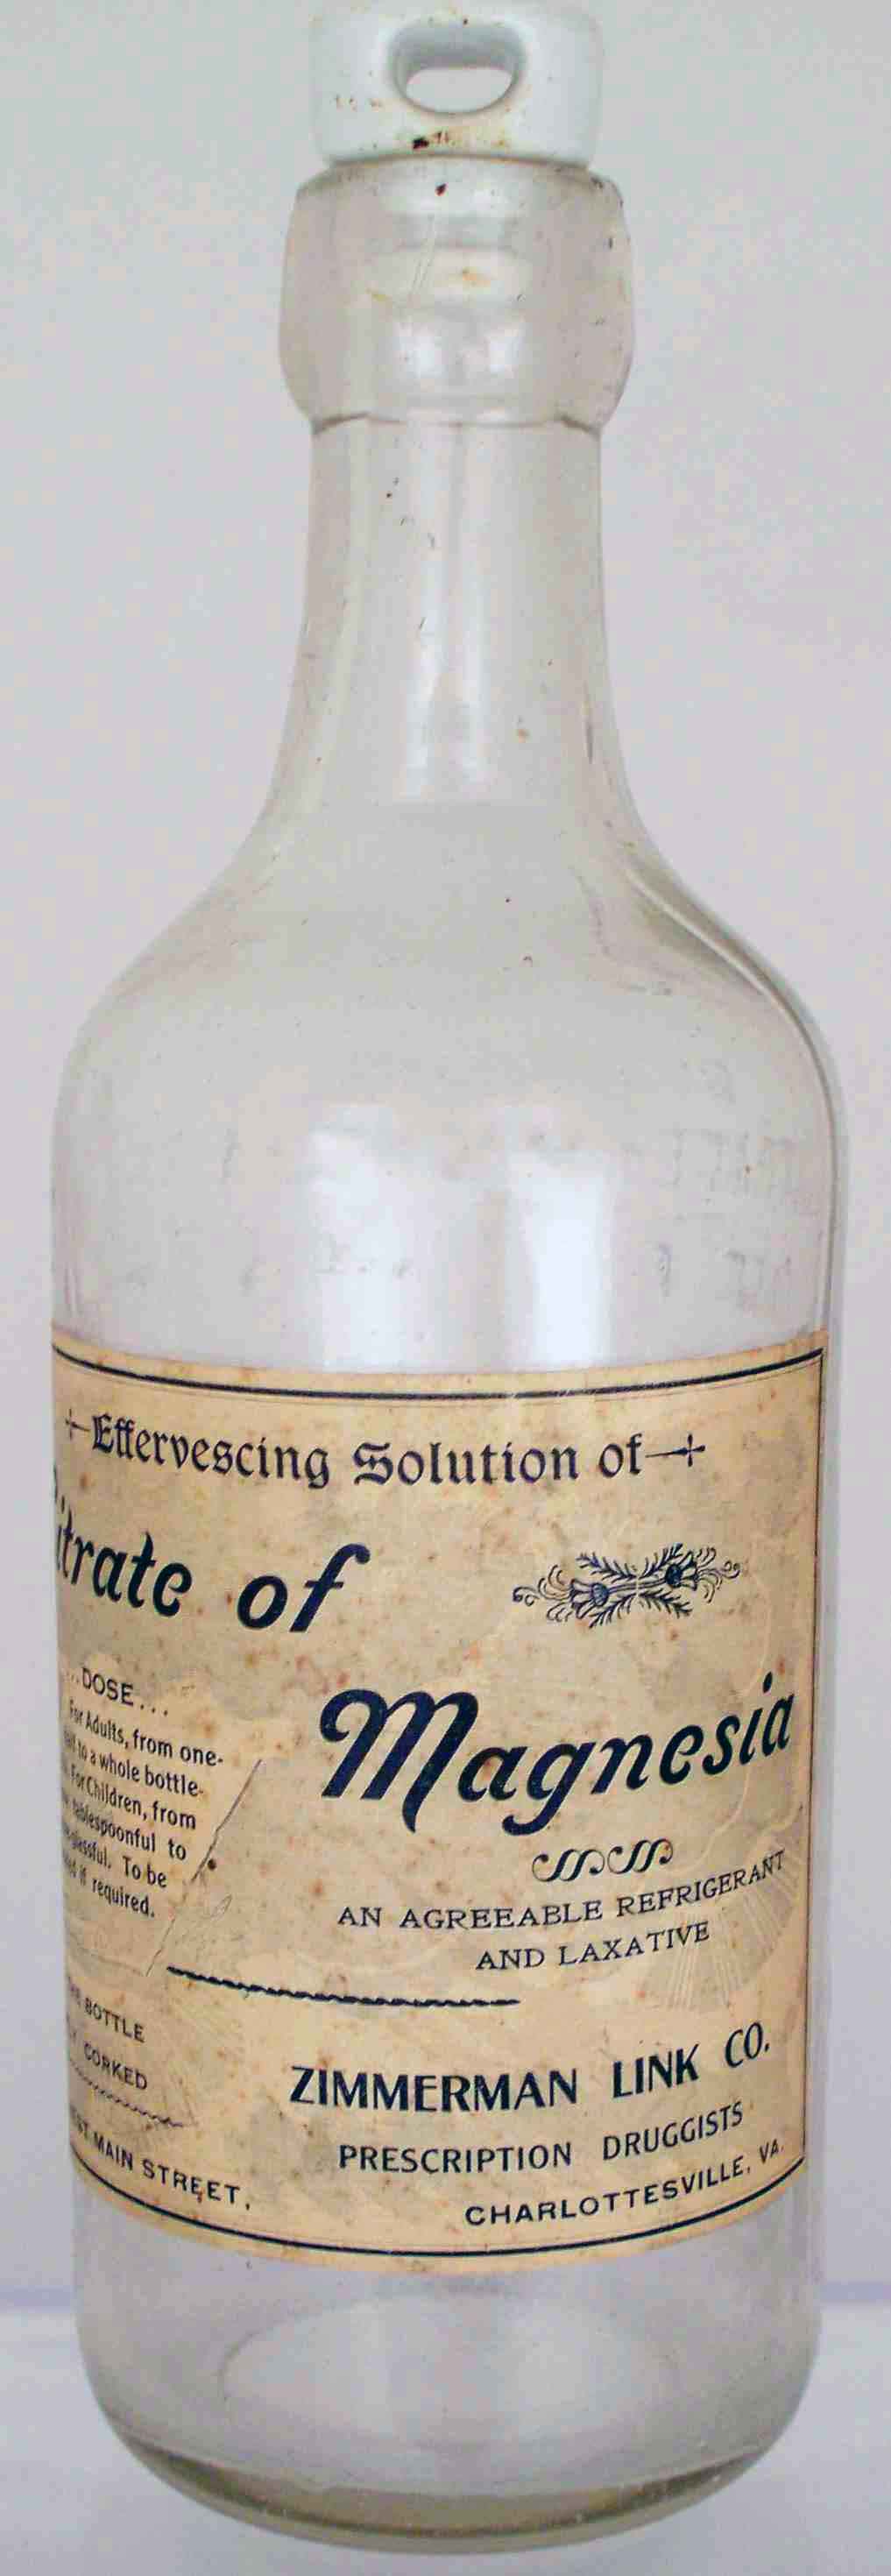 Effervescing Solution of
itrate of
Magnesia
...DOSE...
For Adults, from one-
to a whole bottle.
For Children, from
tablespoonful to
To be
if required.
AN AGREEABLE REFRIGERANT
AND LAXATIVE
BOTTLE
CORKED
ZIMMERMAN LINK CO.
PRESCRIPTION DRUGGISTS
MAIN STREET,
CHARLOTTESVILLE, VA.